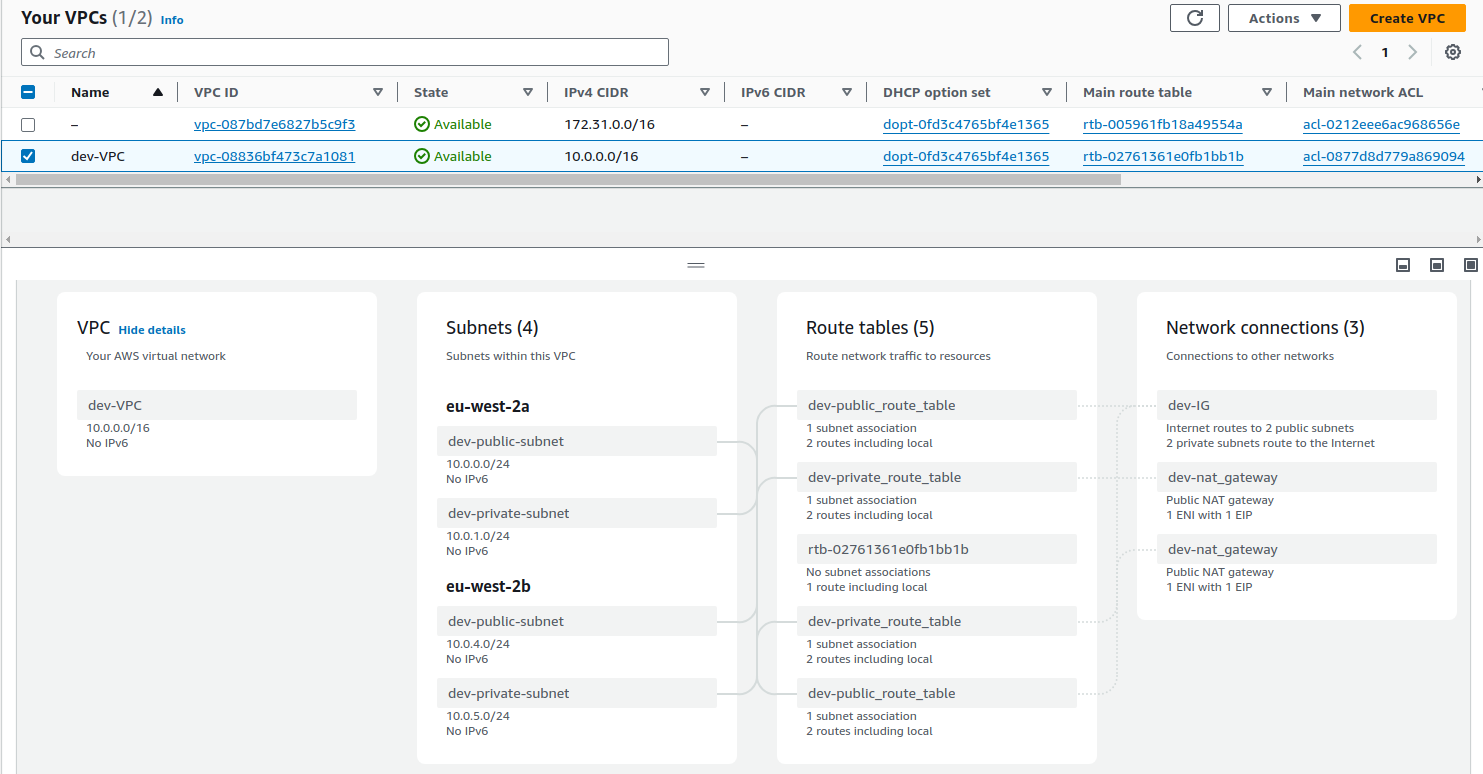 Your VPCs (1/2) Info
Actions
Create VPC
Search
1
Name VPC ID State IPv4 CIDR IPv6 CIDR DHCP option set Main route table Main network ACL
– vpc-087bd7e6827b5c9f3 Available 172.31.0.0/16 – dopt-0fd3c4765bf4e1365 rtb-005961fb18a49554a acl-0212eee6ac968656e
dev-VPC vpc-08836bf473c7a1081 Available 10.0.0.0/16 – dopt-0fd3c4765bf4e1365 rtb-02761361e0fb1bb1b acl-0877d8d779a869094
VPC Hide details
Your AWS virtual network
dev-VPC
10.0.0.0/16
No IPv6
Subnets (4)
Subnets within this VPC
eu-west-2a
dev-public-subnet
10.0.0.0/24
No IPv6
dev-private-subnet
10.0.1.0/24
No IPv6
eu-west-2b
dev-public-subnet
10.0.4.0/24
No IPv6
dev-private-subnet
10.0.5.0/24
No IPv6
Route tables (5)
Route network traffic to resources
dev-public_route_table
1 subnet association
2 routes including local
dev-private_route_table
1 subnet association
2 routes including local
rtb-02761361e0fb1bb1b
No subnet associations
1 route including local
dev-private_route_table
1 subnet association
2 routes including local
dev-public_route_table
1 subnet association
2 routes including local
Network connections (3)
Connections to other networks
dev-IG
Internet routes to 2 public subnets
2 private subnets route to the Internet
dev-nat_gateway
Public NAT gateway
1 ENI with 1 EIP
dev-nat_gateway
Public NAT gateway
1 ENI with 1 EIP